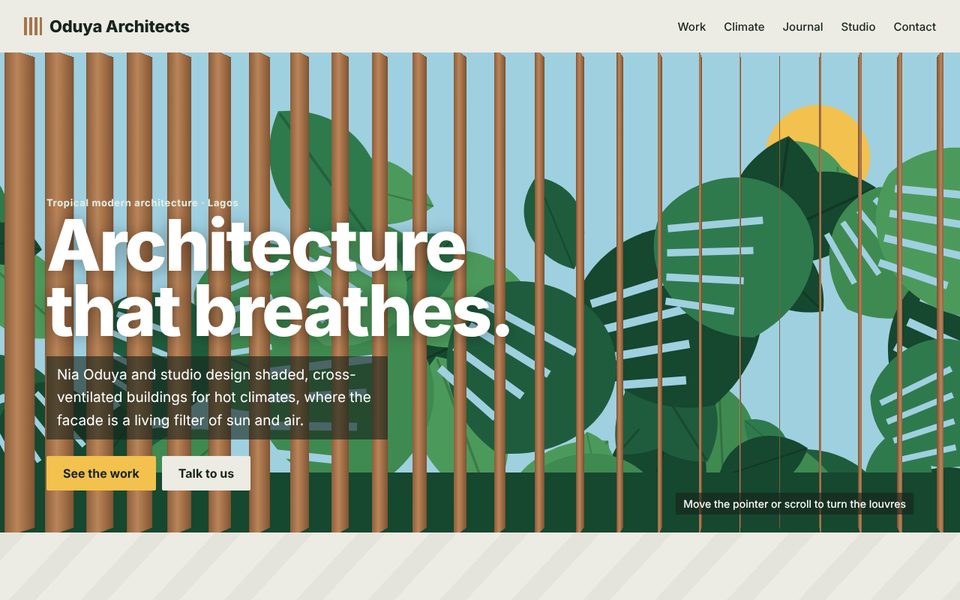 Oduya Architects
Work Climate Journal Studio Contact
Tropical modern architecture · Lagos
Architecture
that breathes.
Nia Oduya and studio design shaded, cross-
ventilated buildings for hot climates, where the
facade is a living filter of sun and air.
See the work Talk to us
Move the pointer or scroll to turn the louvres